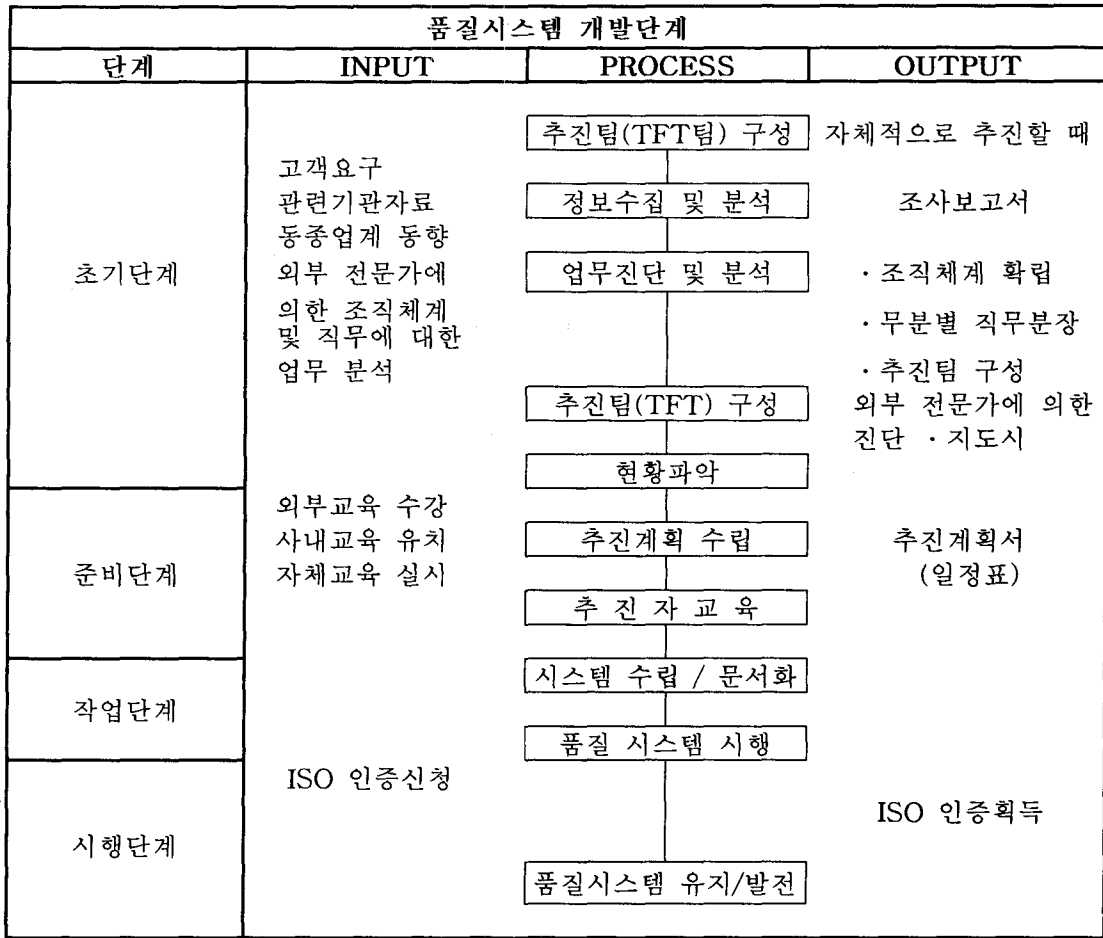 품질시스템 개발단계
단계 INPUT PROCESS OUTPUT
초기단계
고객요구
관련기관자료
동종업계 동향
외부 전문가에
의한 조직체계
및 직무에 대한
업무 분석
추진팀(TFT팀) 구성
자체적으로 추진할 때
정보수집 및 분석
조사보고서
업무진단 및 분석
· 조직체계 확립
· 무분별 직무분장
· 추진팀 구성
추진팀(TFT) 구성
외부 전문가에 의한
진단 · 지도시
현황파악
준비단계
외부교육 수강
사내교육 유치
자체교육 실시
추진계획 수립
추진계획서
(일정표)
추 진 자 교 육
작업단계
시스템 수립 / 문서화
품질 시스템 시행
시행단계
ISO 인증신청
ISO 인증획득
품질시스템 유지/발전